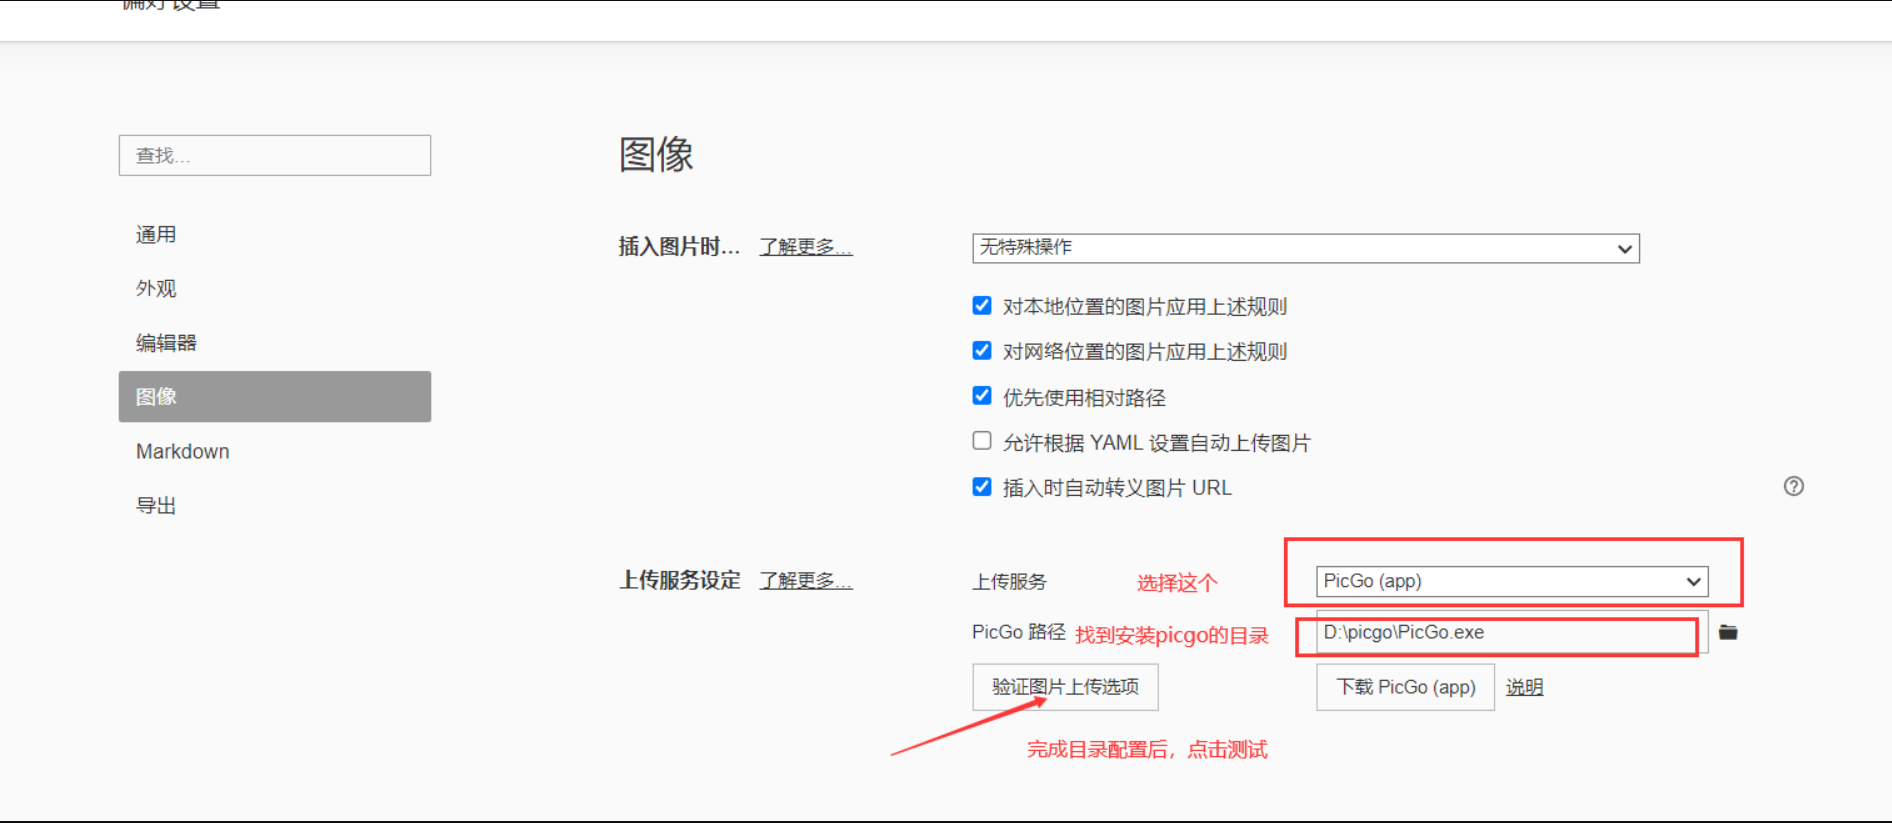 偏好设置
查找...
图像
通用
外观
编辑器
图像
Markdown
导出
插入图片时... 了解更多...
无特殊操作
对本地位置的图片应用上述规则
对网络位置的图片应用上述规则
优先使用相对路径
允许根据 YAML 设置自动上传图片
插入时自动转义图片 URL
上传服务设定 了解更多...
上传服务 选择这个 PicGo (app)
PicGo 路径 找到安装picgo的目录 D:\picgo\PicGo.exe
验证图片上传选项 下载 PicGo (app) 说明
完成目录配置后，点击测试